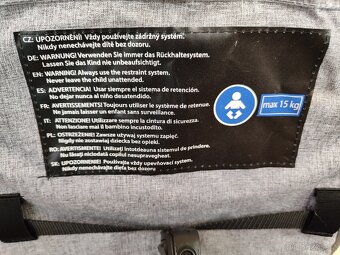 CZ: UPOZORNĚNÍ! Vždy používejte zádržný systém.
Nikdy nenechávejte dítě bez dozoru.
DE: WARNUNG! Verwenden Sie immer das Rückhaltesystem.
Lassen Sie das Kind nie unbeaufsichtigt.
EN: WARNING! Always use the restraint system.
Never leave the child unattended.
ES: ADVERTENCIA! Usar siempre el sistema de seguridad.
No dejar nunca al niño sin vigilancia.
FR: AVERTISSEMENTS! Toujours utiliser le système de retenue.
Ne jamais laisser un enfant sans surveillance.
IT: ATTENZIONE! Utilizzare sempre la cintura di sicurezza.
Non lasciare mai il bambino incustodito.
PL: OSTRZEŻENIE! Zawsze używaj systemu zapięć.
Nigdy nie zostawiaj dziecka bez opieki.
RO: AVERTISMENTE! Utilizați întotdeauna sistemul de prindere.
Nu lăsați niciodată copilul nesupravegheat.
SK: UPOZORNENIE! Vždy používajte upevňovací systém.
Nikdy nenechávajte dieťa bez dozoru.
max 15 kg